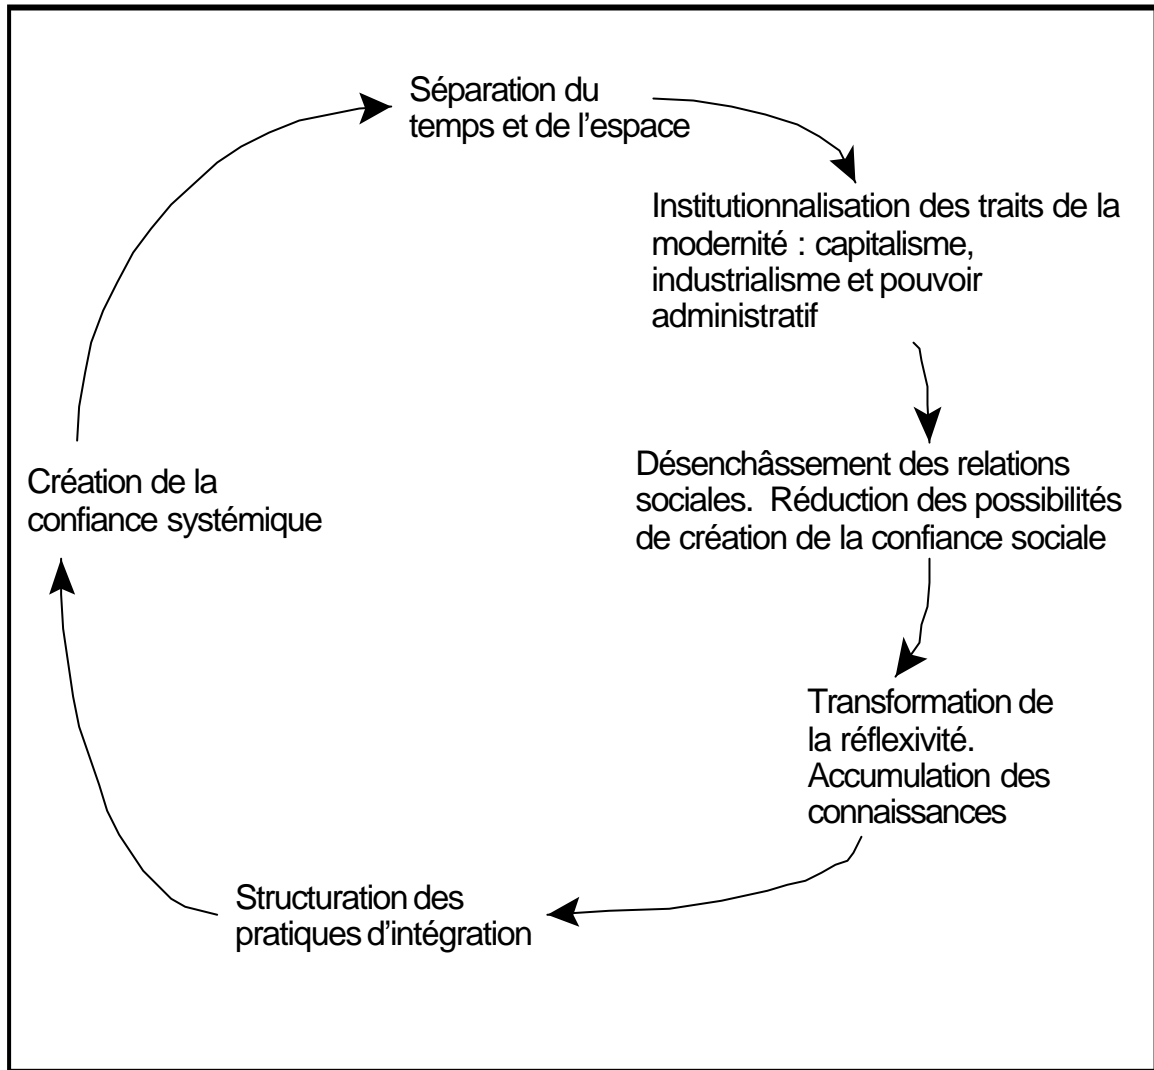 Séparation du
temps et de l’espace
Institutionnalisation des traits de la
modernité : capitalisme,
industrialisme et pouvoir
administratif
Désenchâssement des relations
sociales.  Réduction des possibilités
de création de la confiance sociale
Transformation de
la réflexivité.
Accumulation des
connaissances
Structuration des
pratiques d’intégration
Création de la
confiance systémique